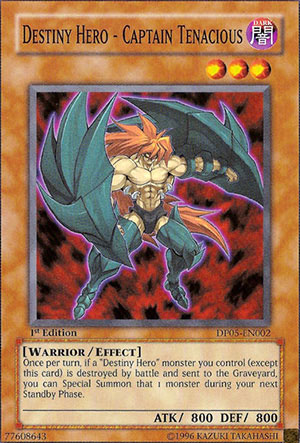 DESTINY HERO - CAPTAIN TENACIOUS
DARK
闇
1st Edition
DP05-EN002
[WARRIOR / EFFECT]
Once per turn, if a "Destiny Hero" monster you control (except
this card) is destroyed by battle and sent to the Graveyard,
you can Special Summon that 1 monster during your next
Standby Phase.
ATK/ 800 DEF/ 800
77608643
©1996 KAZUKI TAKAHASHI